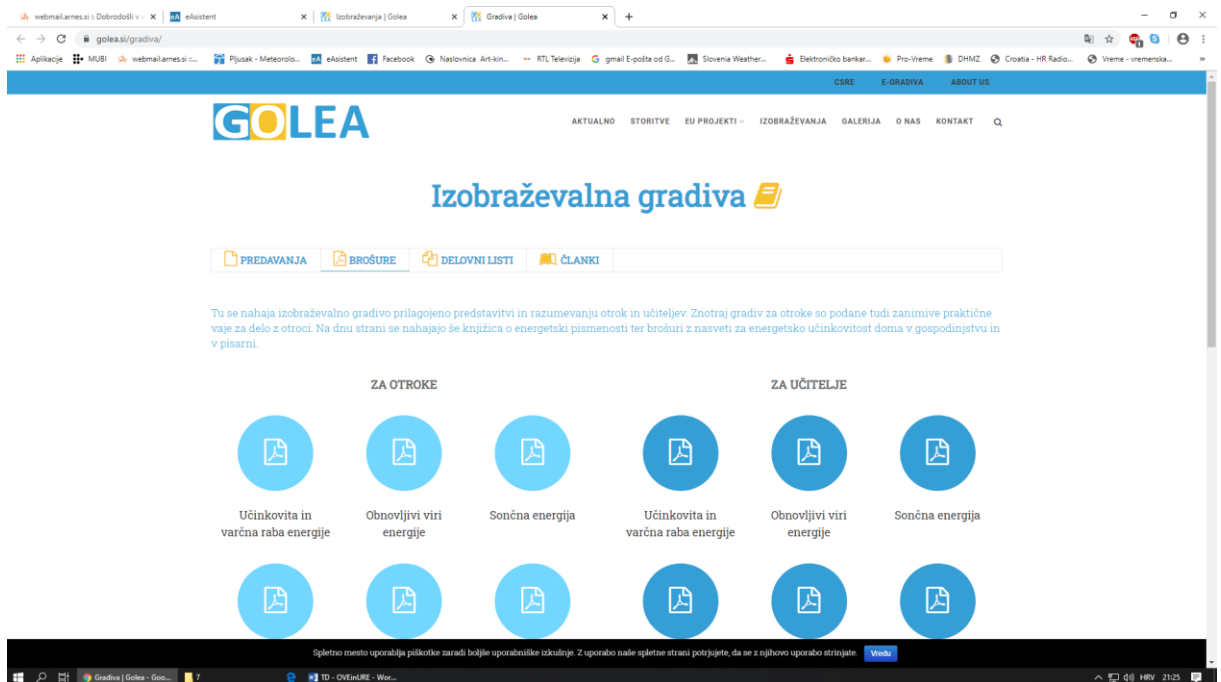 webmail.arnes.si :: Dobrodošli v
eAsistent
Izobraževanja | Golea
Gradiva | Golea
golea.si/gradiva/
Aplikacije
MUBI
webmail.arnes.si ::...
Pljusak - Meteorolo...
eAsistent
Facebook
Naslovnica Art-kin...
RTL Televizija
gmail E-pošta od G...
Slovenia Weather...
Elektroničko bankar...
Pro-Vreme
DHMZ
Croatia - HR Radio...
Vreme - vremenska...
CSRE E-GRADIVA ABOUT US
GOLEA
AKTUALNO STORITVE EU PROJEKTI IZOBRAŽEVANJA GALERIJA O NAS KONTAKT
Izobraževalna gradiva
PREDAVANJA BROŠURE DELOVNI LISTI ČLANKI
Tu se nahaja izobraževalno gradivo prilagojeno predstavitvi in razumevanju otrok in učiteljev. Znotraj gradiv za otroke so podane tudi zanimive praktične
vaje za delo z otroci. Na dnu strani se nahajajo še knjižica o energetski pismenosti ter brošuri z nasveti za energetsko učinkovitost doma v gospodinjstvu in
v pisarni.
ZA OTROKE
Učinkovita in
varčna raba energije
Obnovljivi viri
energije
Sončna energija
ZA UČITELJE
Učinkovita in
varčna raba energije
Obnovljivi viri
energije
Sončna energija
Spletno mesto uporablja piškotke zaradi boljše uporabniške izkušnje. Z uporabo naše spletne strani potrjujete, da se z njihovo uporabo strinjate. Vredu
Gradiva | Golea - Goo...
7
TD - OVEinURE - Wor...
HRV 21:25